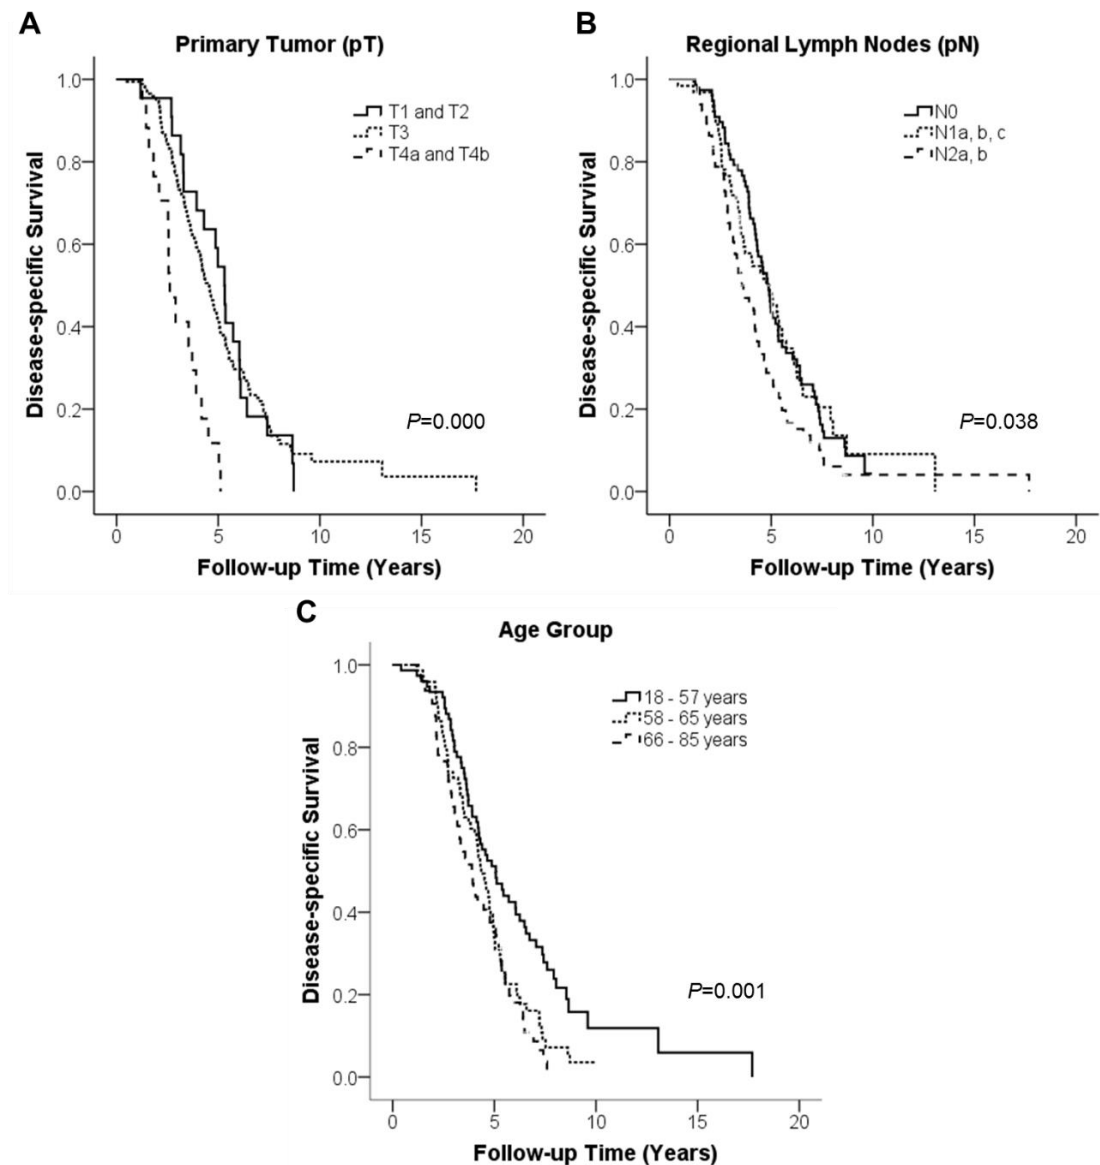 A
Primary Tumor (pT)
1.0
0.8
0.6
0.4
0.2
0.0
Disease-specific Survival
T1 and T2
T3
T4a and T4b
P=0.000
0 5 10 15 20
Follow-up Time (Years)
B
Regional Lymph Nodes (pN)
1.0
0.8
0.6
0.4
0.2
0.0
Disease-specific Survival
N0
N1a, b, c
N2a, b
P=0.038
0 5 10 15 20
Follow-up Time (Years)
C
Age Group
1.0
0.8
0.6
0.4
0.2
0.0
Disease-specific Survival
18 - 57 years
58 - 65 years
66 - 85 years
P=0.001
0 5 10 15 20
Follow-up Time (Years)